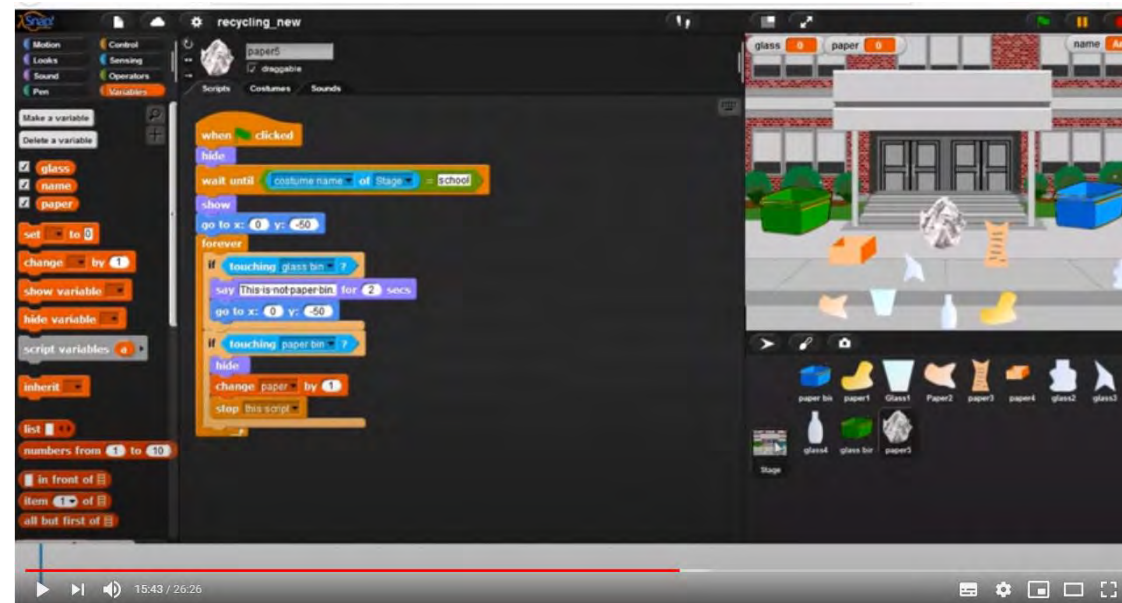 Snap!
recycling_new
Motion
Control
Looks
Sensing
Sound
Operators
Pen
Variables
Make a variable
Delete a variable
glass
name
paper
set to 0
change by 1
show variable
hide variable
script variables a
inherit
list
numbers from 1 to 10
in front of
item 1 of
all but first of
paper5
draggable
Scripts Costumes Sounds
when clicked
hide
wait until costume name of Stage = school
show
go to x: 0 y: -50
forever
if touching glass bin ?
say This is not paper bin. for 2 secs
go to x: 0 y: -50
if touching paper bin ?
hide
change paper by 1
stop this script
glass 0 paper 0 name
paper bin paper1 Glass1 Paper2 paper3 paper4 glass2 glass3
glass4 glass bin paper5
Stage
15:43 / 26:26